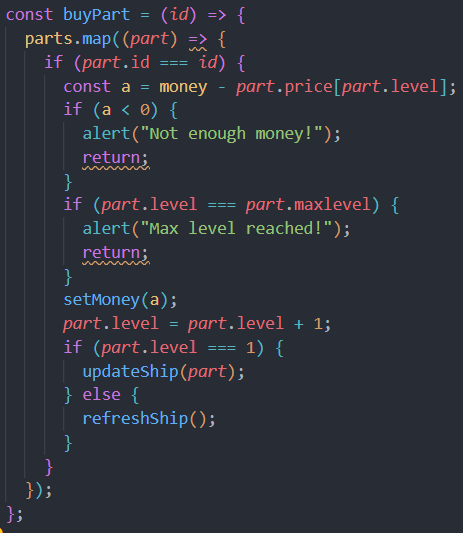 const buyPart = (id) => {
  parts.map((part) => {
    if (part.id === id) {
      const a = money - part.price[part.level];
      if (a < 0) {
        alert("Not enough money!");
        return;
      }
      if (part.level === part.maxlevel) {
        alert("Max level reached!");
        return;
      }
      setMoney(a);
      part.level = part.level + 1;
      if (part.level === 1) {
        updateShip(part);
      } else {
        refreshShip();
      }
    }
  });
};